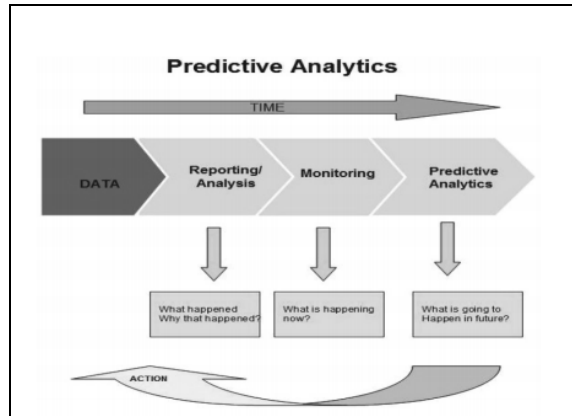 Predictive Analytics
TIME
DATA
Reporting/
Analysis
Monitoring
Predictive
Analytics
What happened
Why that happened?
What is happening
now?
What is going to
Happen in future?
ACTION